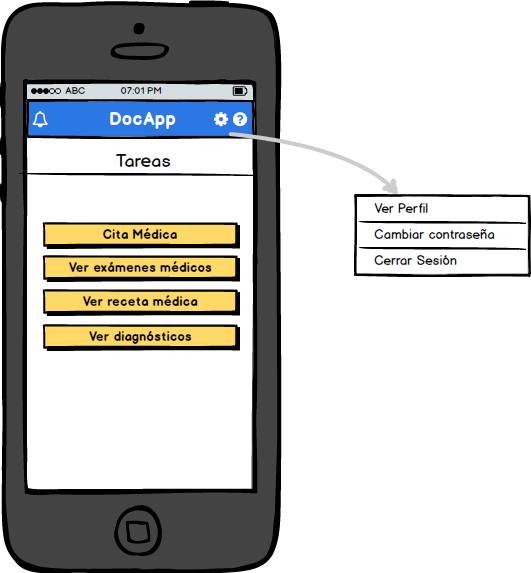 ABC 07:01 PM
DocApp
?
Tareas
Cita Médica
Ver exámenes médicos
Ver receta médica
Ver diagnósticos
Ver Perfil
Cambiar contraseña
Cerrar Sesión